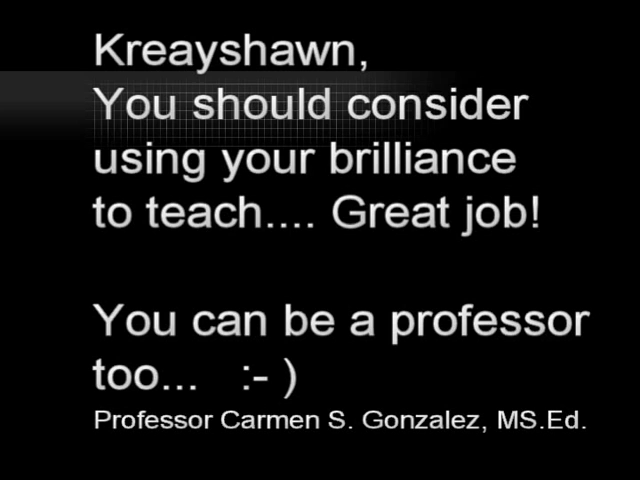 Kreayshawn,
You should consider
using your brilliance
to teach.... Great job!
You can be a professor
too...   :- )
Professor Carmen S. Gonzalez, MS.Ed.